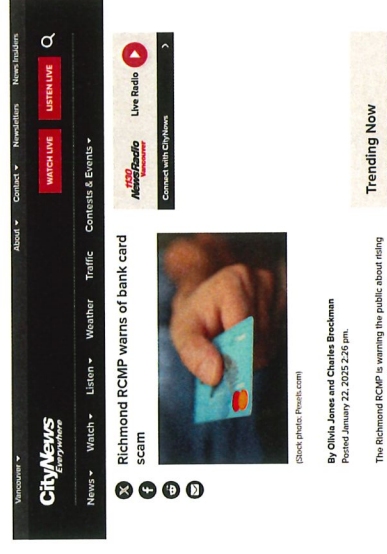 Vancouver
About
Contact
Newsletters
News Insiders
CityNews
Everywhere
WATCH LIVE
LISTEN LIVE
News
Watch
Listen
Weather
Traffic
Contests & Events
Richmond RCMP warns of bank card
scam
1130
NewsRadio
Vancouver
Live Radio
Connect with CityNews
(Stock photo: Pexels.com)
By Olivia Jones and Charles Brockman
Posted January 22, 2025 2:26 pm.
The Richmond RCMP is warning the public about rising
Trending Now